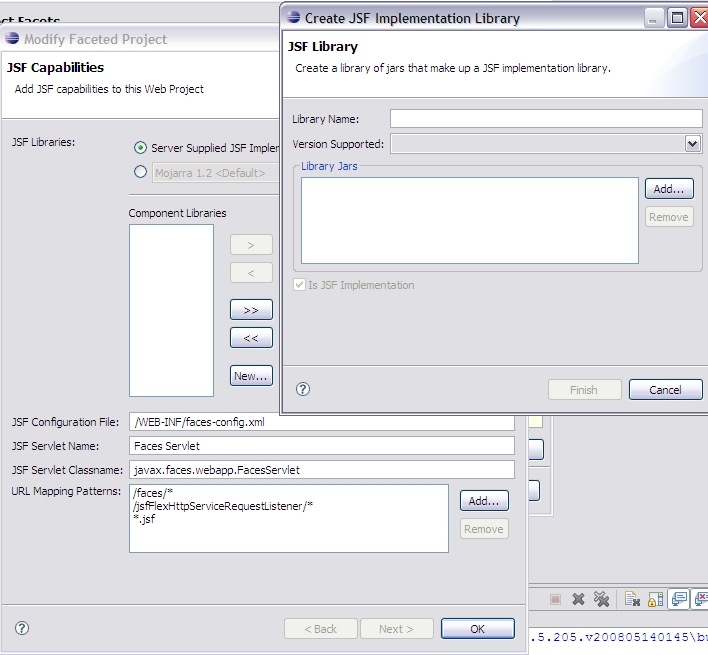 ct Facets
Modify Faceted Project
JSF Capabilities
Add JSF capabilities to this Web Project
JSF Libraries:
Server Supplied JSF Implem
Mojarra 1.2 <Default>
Component Libraries
>
<
>>
<<
New...
JSF Configuration File: /WEB-INF/faces-config.xml
JSF Servlet Name: Faces Servlet
JSF Servlet Classname: javax.faces.webapp.FacesServlet
URL Mapping Patterns: /faces/*
/jsfFlexHttpServiceRequestListener/*
*.jsf
Add...
Remove
< Back Next > OK
Create JSF Implementation Library
JSF Library
Create a library of jars that make up a JSF implementation library.
Library Name:
Version Supported:
Library Jars
Add...
Remove
Is JSF Implementation
Finish Cancel
.5.205.v200805140145\bu